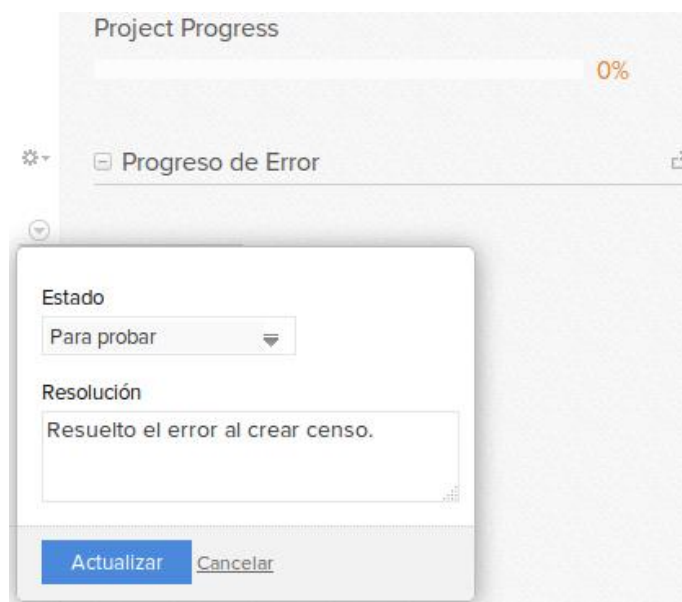 Project Progress
0%
Progreso de Error
Estado
Para probar
Resolución
Resuelto el error al crear censo.
Actualizar Cancelar